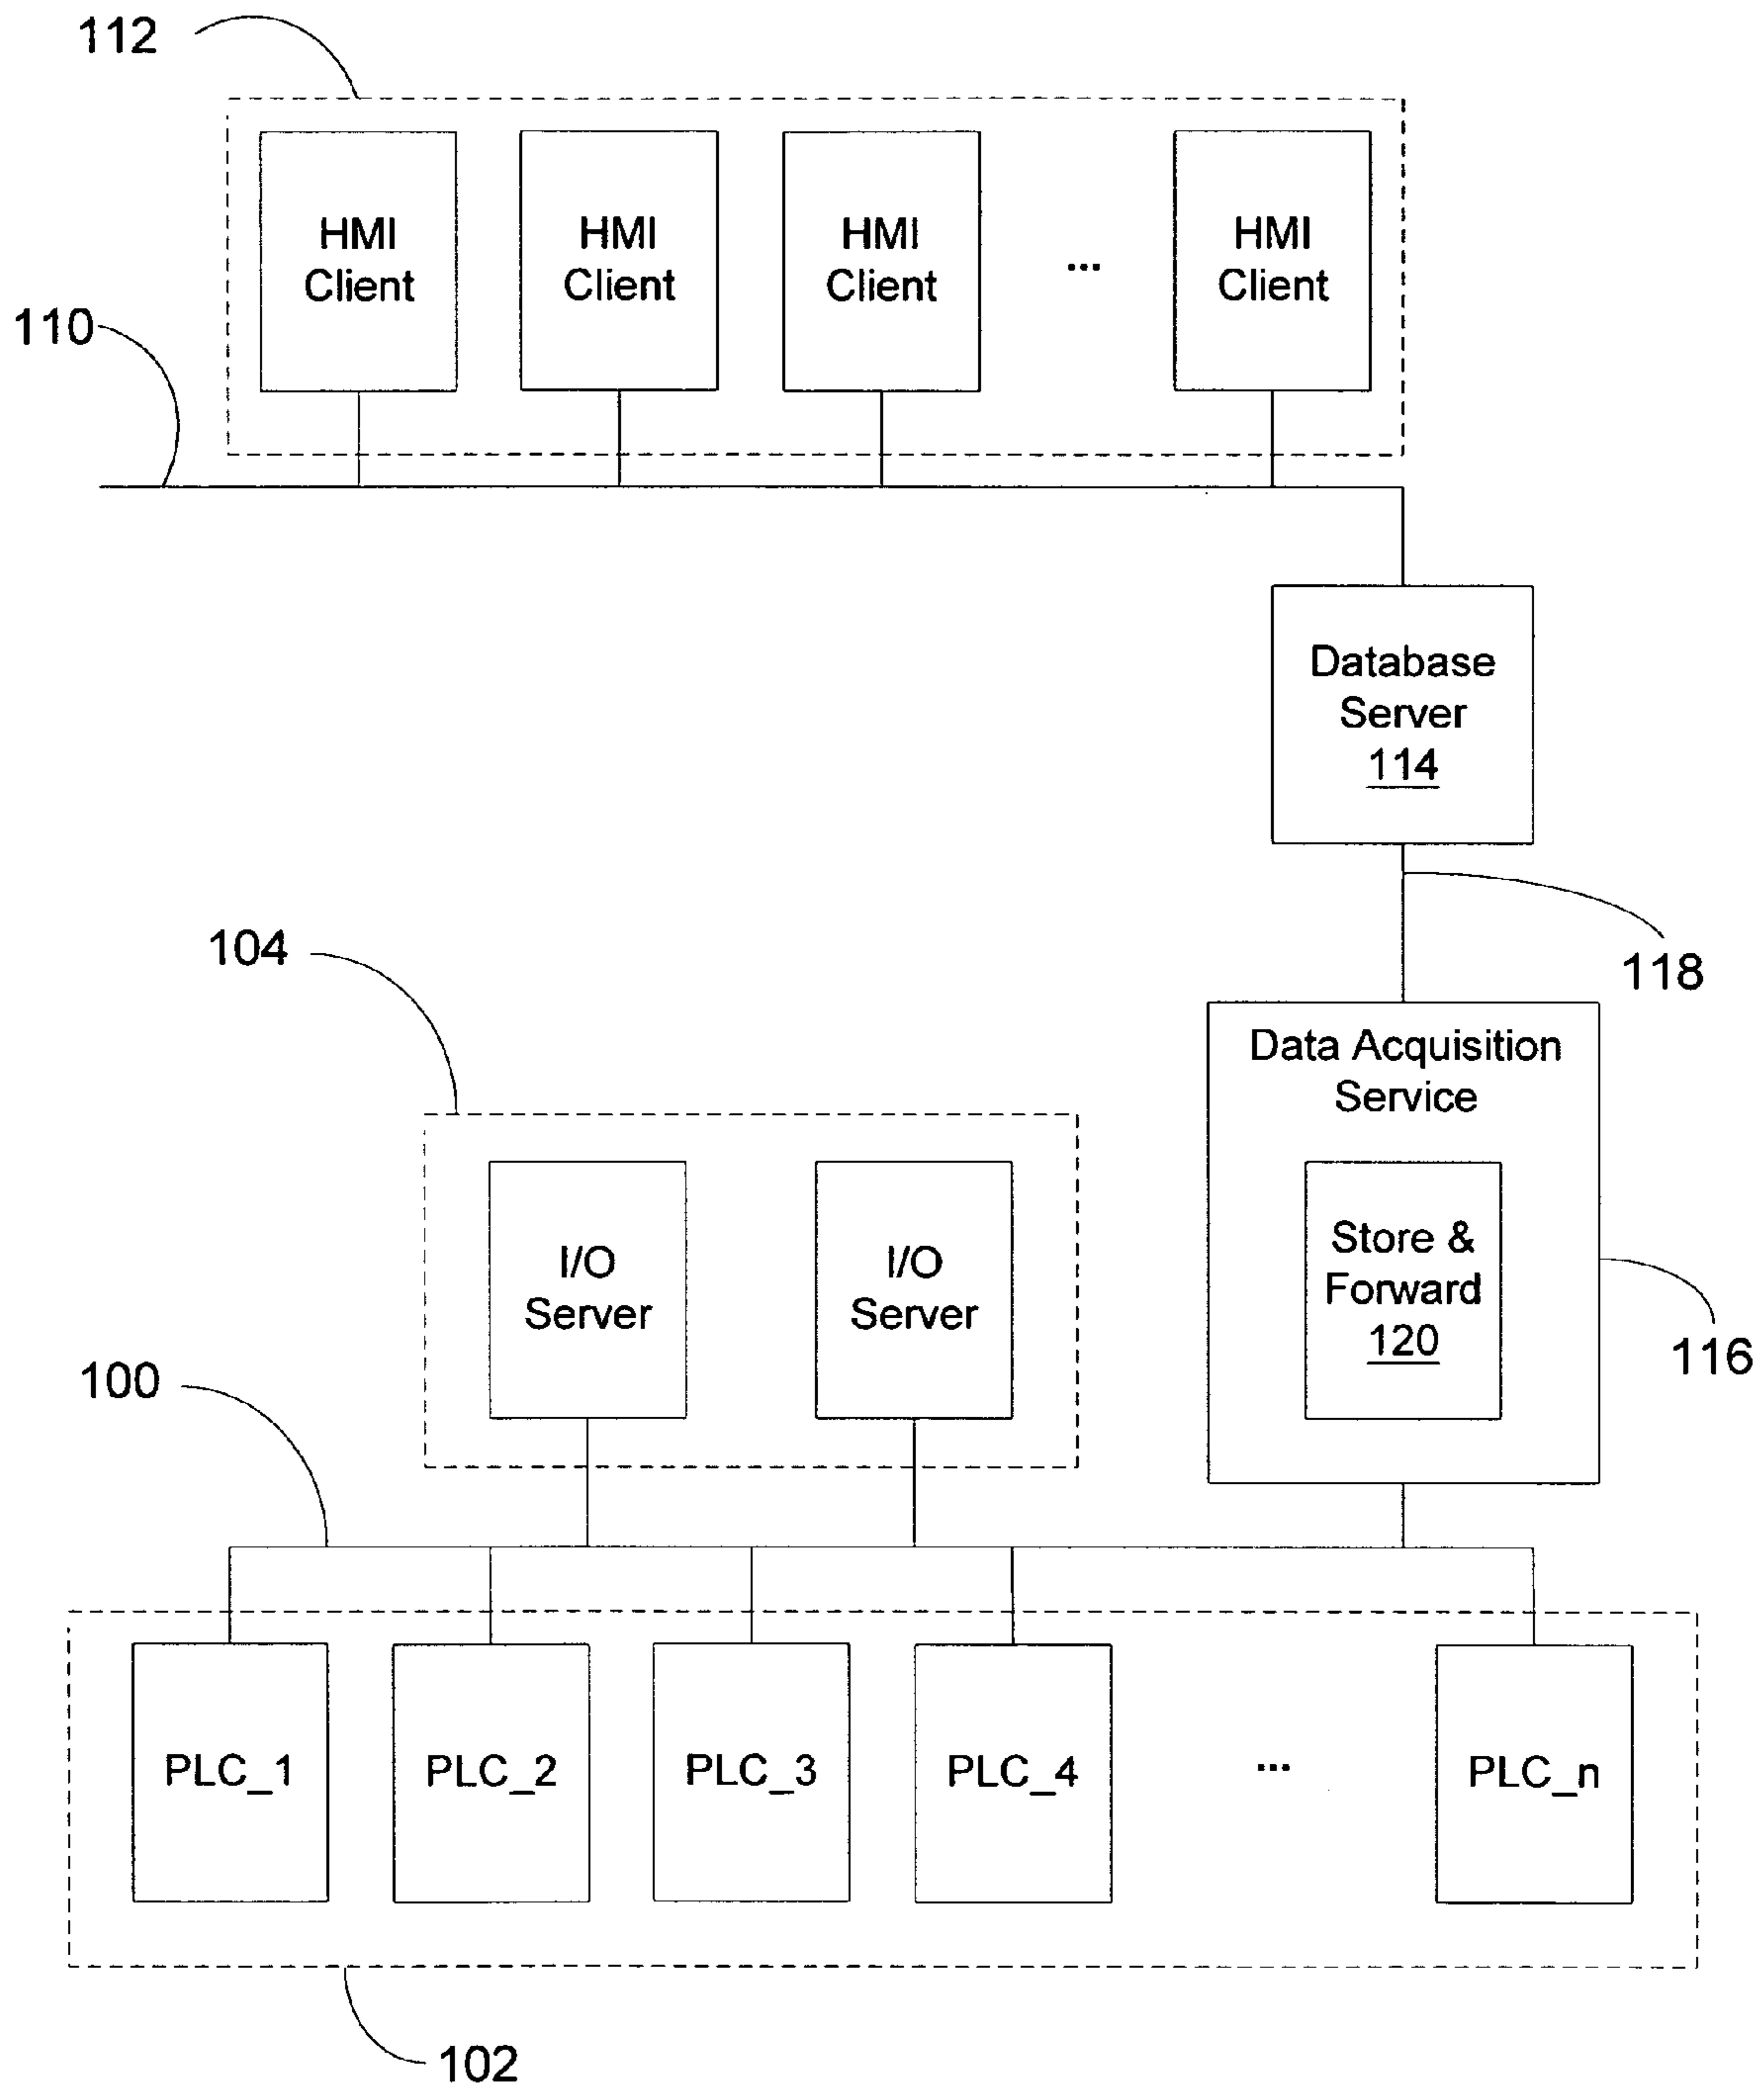 112
HMI
Client
HMI
Client
HMI
Client
...
HMI
Client
110
Database
Server
114
118
104
Data Acquisition
Service
I/O
Server
I/O
Server
Store &
Forward
120
116
100
PLC_1
PLC_2
PLC_3
PLC_4
...
PLC_n
102